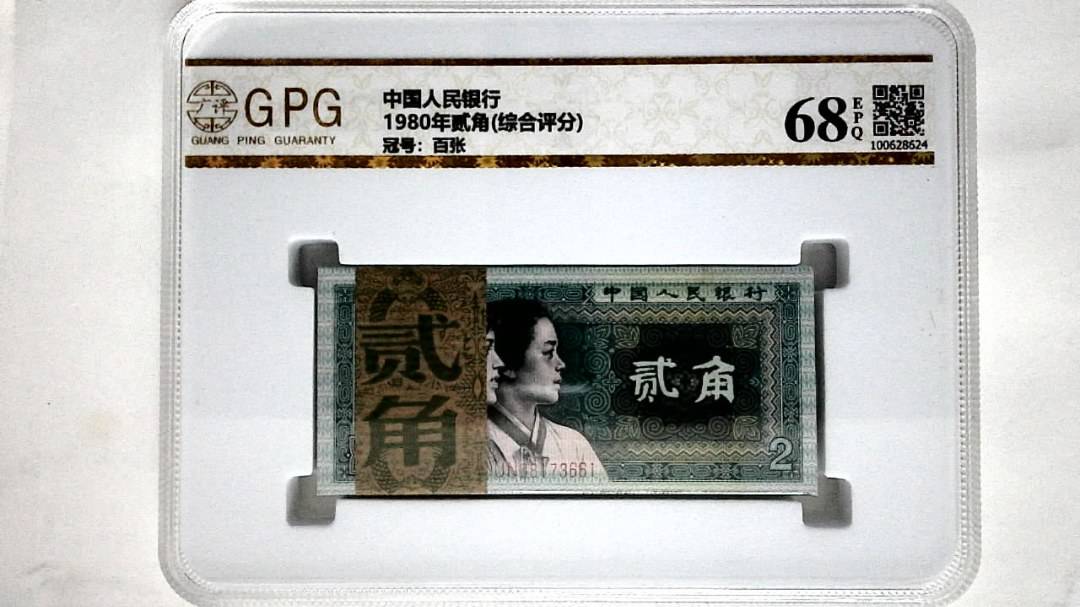 广评
GPG
GUANG PING GUARANTY
中国人民银行
1980年贰角(综合评分)
冠号：百张
68
EPQ
100628624
贰角
中国人民银行
贰角
2